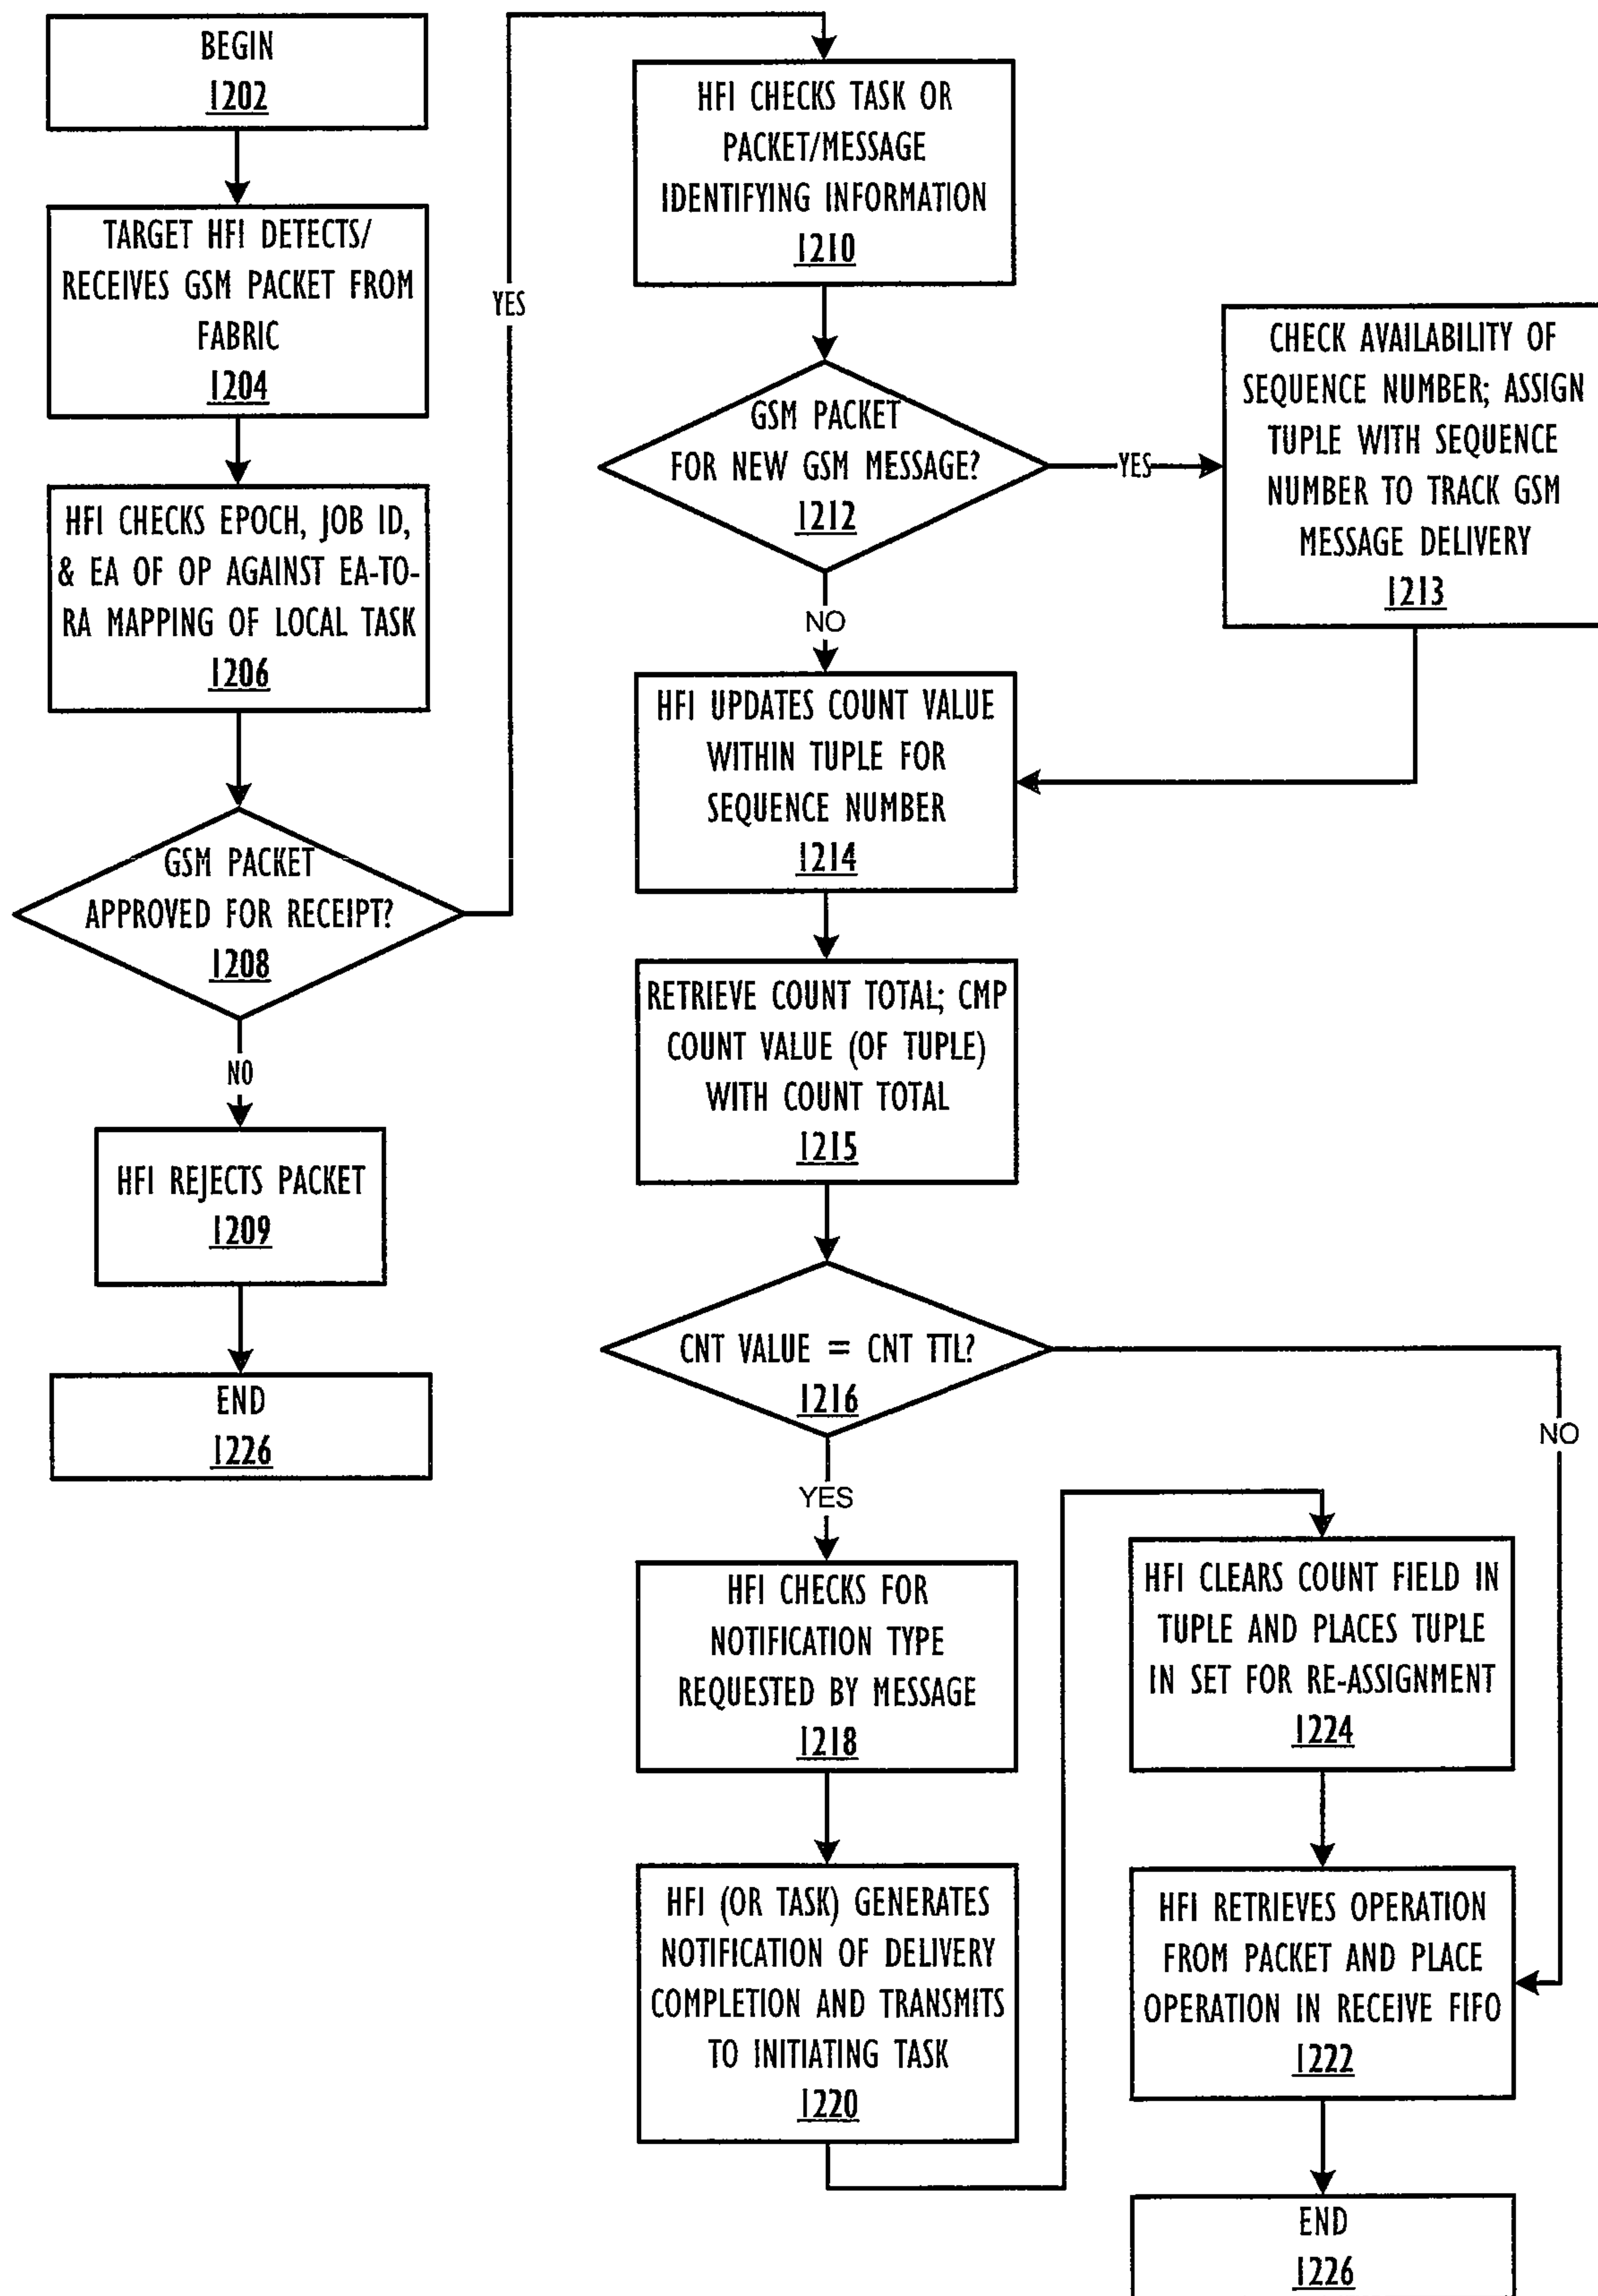 BEGIN
1202
TARGET HFI DETECTS/
RECEIVES GSM PACKET FROM
FABRIC
1204
HFI CHECKS EPOCH, JOB ID,
& EA OF OP AGAINST EA-TO-
RA MAPPING OF LOCAL TASK
1206
GSM PACKET
APPROVED FOR RECEIPT?
1208
YES
NO
HFI REJECTS PACKET
1209
END
1226
HFI CHECKS TASK OR
PACKET/MESSAGE
IDENTIFYING INFORMATION
1210
GSM PACKET
FOR NEW GSM MESSAGE?
1212
YES
CHECK AVAILABILITY OF
SEQUENCE NUMBER; ASSIGN
TUPLE WITH SEQUENCE
NUMBER TO TRACK GSM
MESSAGE DELIVERY
1213
NO
HFI UPDATES COUNT VALUE
WITHIN TUPLE FOR
SEQUENCE NUMBER
1214
RETRIEVE COUNT TOTAL; CMP
COUNT VALUE (OF TUPLE)
WITH COUNT TOTAL
1215
CNT VALUE = CNT TTL?
1216
NO
YES
HFI CHECKS FOR
NOTIFICATION TYPE
REQUESTED BY MESSAGE
1218
HFI (OR TASK) GENERATES
NOTIFICATION OF DELIVERY
COMPLETION AND TRANSMITS
TO INITIATING TASK
1220
HFI CLEARS COUNT FIELD IN
TUPLE AND PLACES TUPLE
IN SET FOR RE-ASSIGNMENT
1224
HFI RETRIEVES OPERATION
FROM PACKET AND PLACE
OPERATION IN RECEIVE FIFO
1222
END
1226